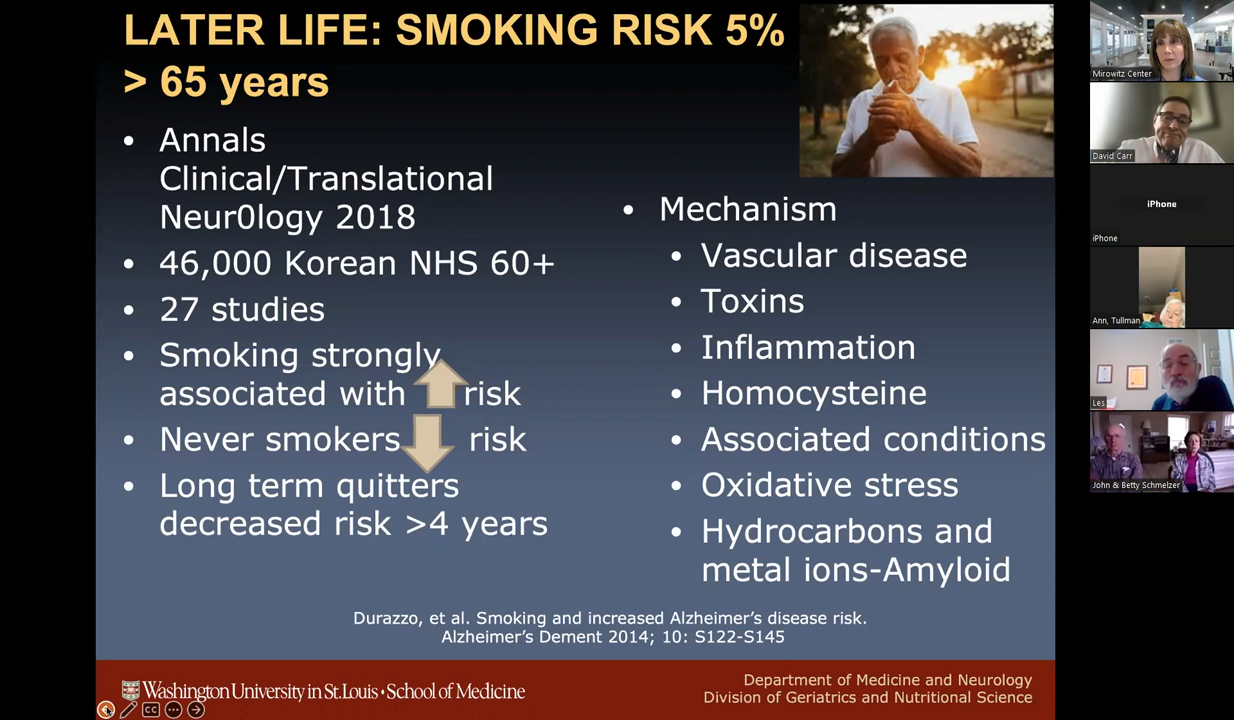 LATER LIFE: SMOKING RISK 5%
> 65 years
• Annals
Clinical/Translational
Neur0logy 2018
• 46,000 Korean NHS 60+
• 27 studies
• Smoking strongly
associated with risk
• Never smokers risk
• Long term quitters
decreased risk >4 years
• Mechanism
• Vascular disease
• Toxins
• Inflammation
• Homocysteine
• Associated conditions
• Oxidative stress
• Hydrocarbons and
metal ions-Amyloid
Durazzo, et al. Smoking and increased Alzheimer's disease risk.
Alzheimer's Dement 2014; 10: S122-S145
Washington University in St. Louis • School of Medicine
Department of Medicine and Neurology
Division of Geriatrics and Nutritional Science
CC
Mirowitz Center
David Carr
iPhone
iPhone
Ann, Tullman
Les
John & Betty Schmelzer